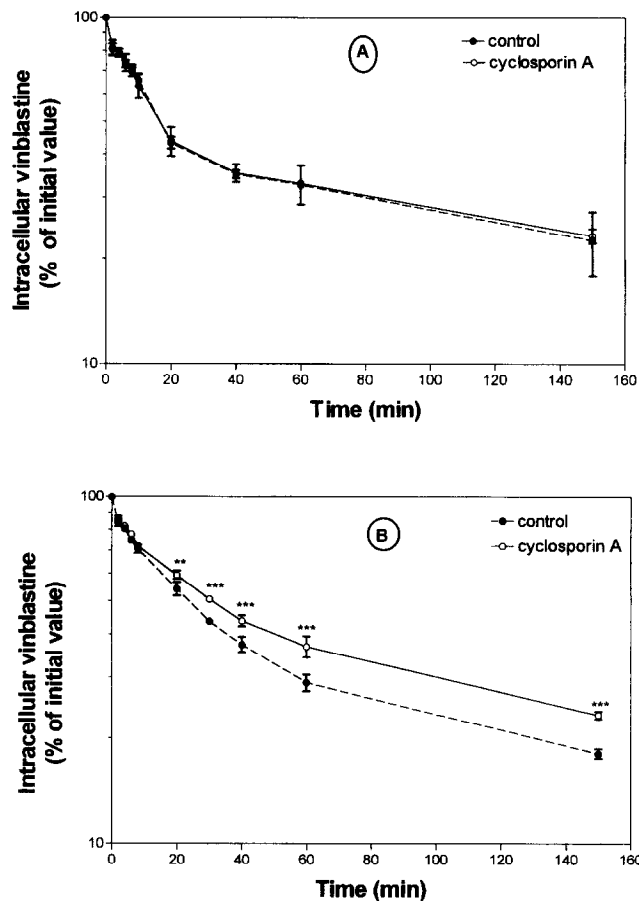 100
A
control
cyclosporin A
Intracellular vinblastine
(% of initial value)
10
0 20 40 60 80 100 120 140 160
Time (min)
100
B
control
cyclosporin A
** *** *** *** ***
Intracellular vinblastine
(% of initial value)
10
0 20 40 60 80 100 120 140 160
Time (min)